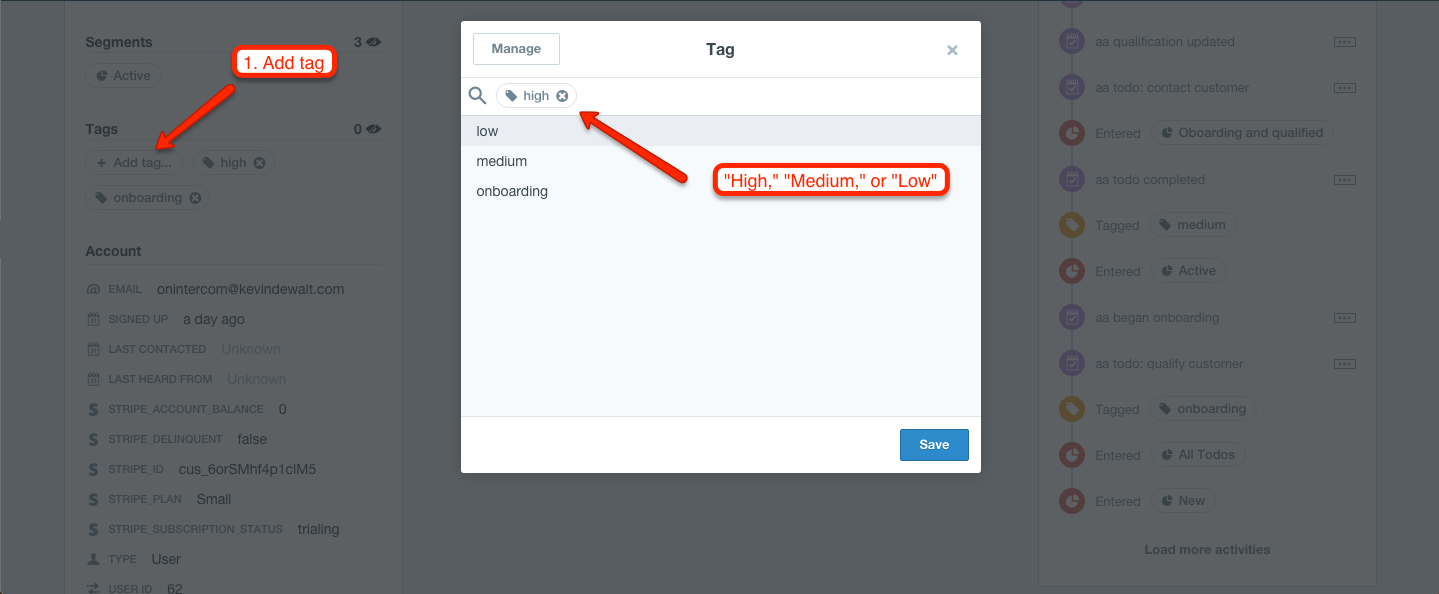 Segments 3
Active
1. Add tag
Tags 0
+ Add tag... high
onboarding
Account
EMAIL onintercom@kevindewalt.com
SIGNED UP a day ago
LAST CONTACTED Unknown
LAST HEARD FROM Unknown
STRIPE_ACCOUNT_BALANCE 0
STRIPE_DELINQUENT false
STRIPE_ID cus_6orSMhf4p1clM5
STRIPE_PLAN Small
STRIPE_SUBSCRIPTION_STATUS trialing
TYPE User
USER ID 62
Manage Tag
high
low
medium
onboarding
"High," "Medium," or "Low"
Save
aa qualification updated
aa todo: contact customer
Entered Oboarding and qualified
aa todo completed
Tagged medium
Entered Active
aa began onboarding
aa todo: qualify customer
Tagged onboarding
Entered All Todos
Entered New
Load more activities